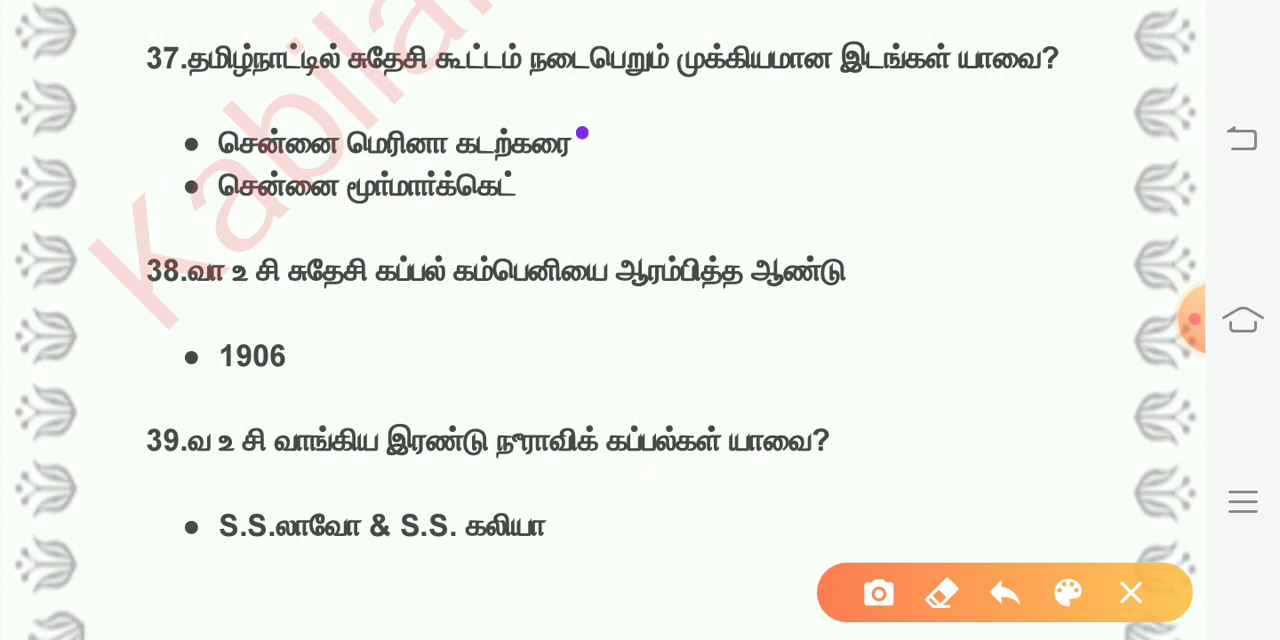 37.தமிழ்நாட்டில் சுதேசி கூட்டம் நடைபெறும் முக்கியமான இடங்கள் யாவை?
● சென்னை மெரினா கடற்கரை
● சென்னை மூர்மார்க்கெட்
38.வா உ சி சுதேசி கப்பல் கம்பெனியை ஆரம்பித்த ஆண்டு
● 1906
39.வ உ சி வாங்கிய இரண்டு நூராவிக் கப்பல்கள் யாவை?
● S.S.லாவோ & S.S. கலியா
Kabila